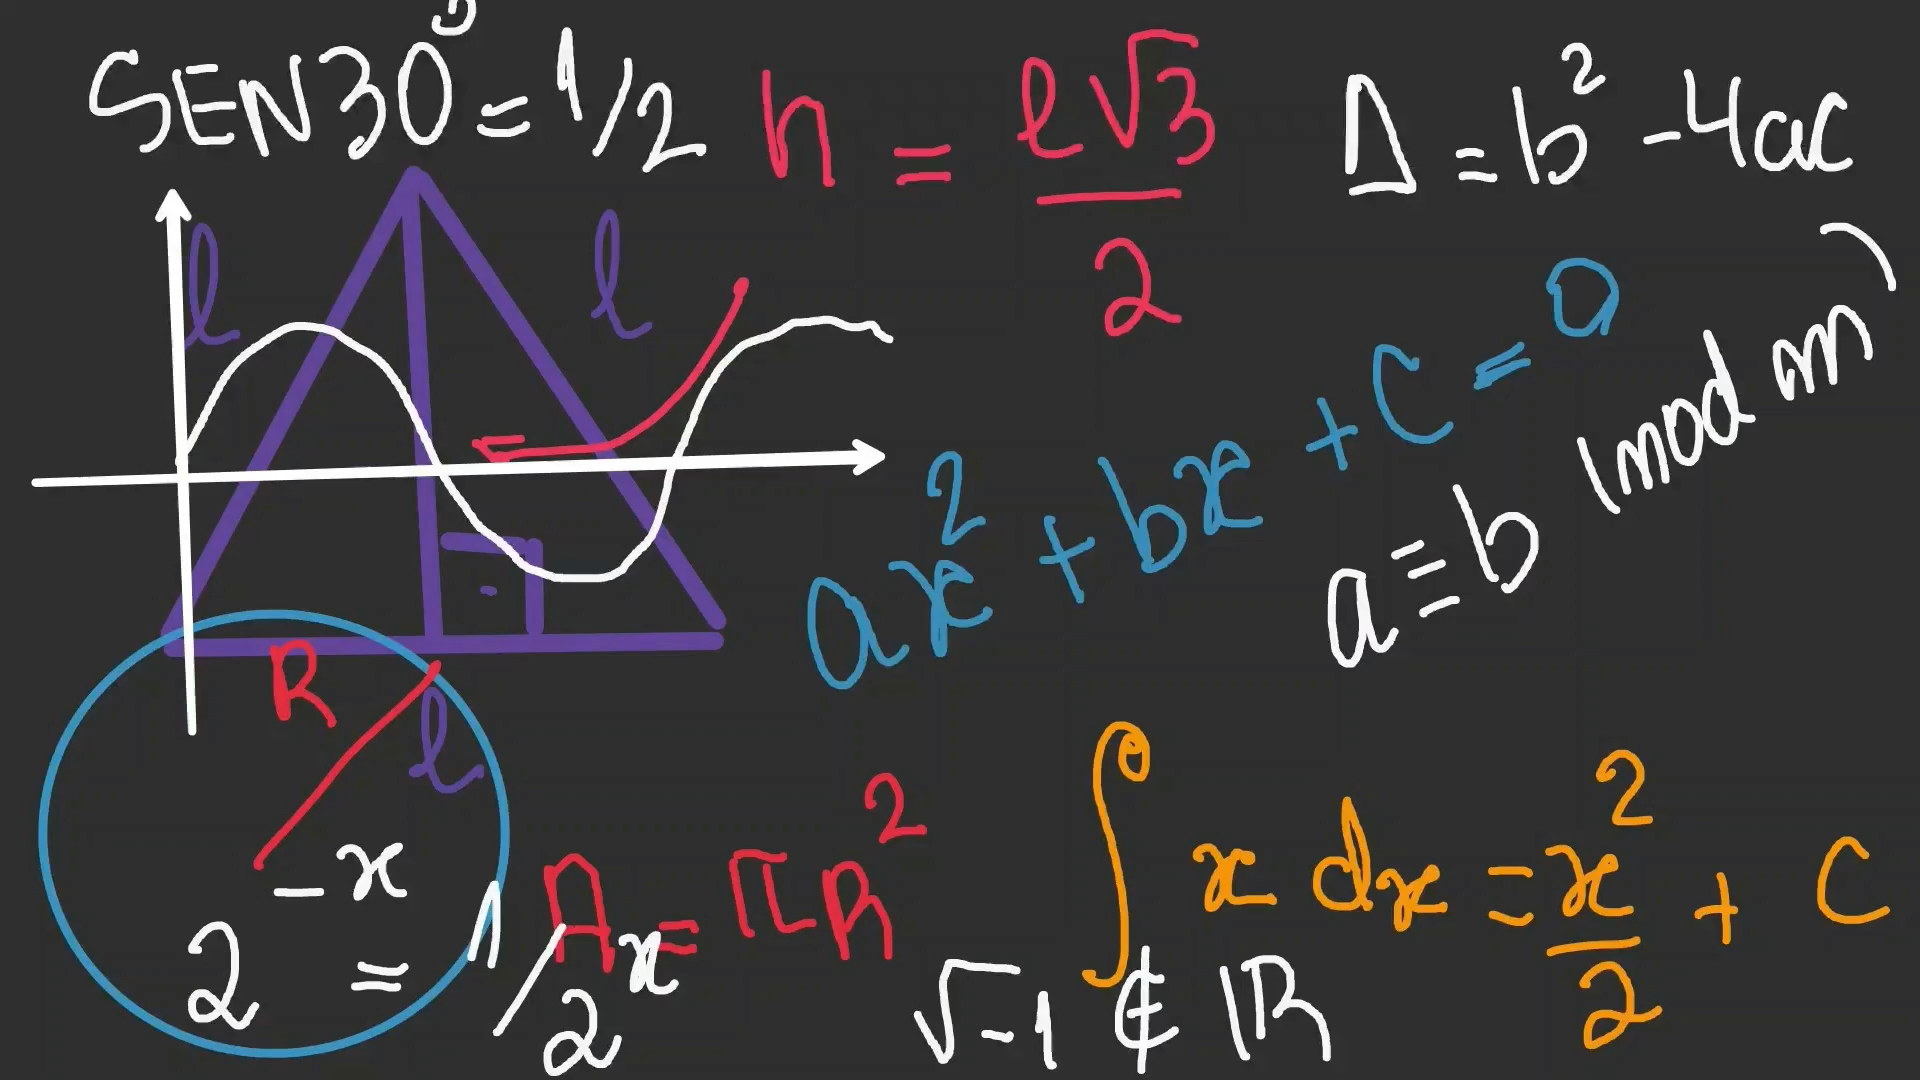 SEN30°=1/2
h = l√3/2
Δ = b² -4ac
l
l
ax² + bx + C = 0
a ≡ b (mod m)
R
l
A = πR²
∫ x dx = x²/2 + C
2^-x = 1/2^x
√-1 ∉ ℝ